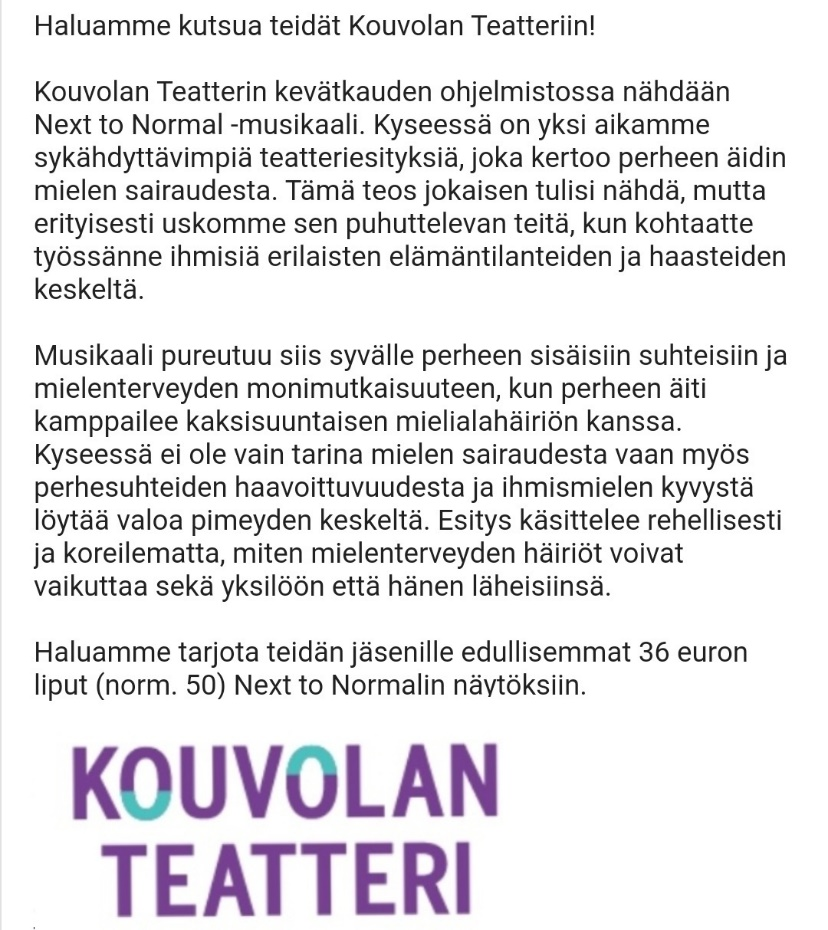 Haluamme kutsua teidät Kouvolan Teatteriin!
Kouvolan Teatterin kevätkauden ohjelmistossa nähdään
Next to Normal -musikaali. Kyseessä on yksi aikamme
sykähdyttävimpiä teatteriesityksiä, joka kertoo perheen äidin
mielen sairaudesta. Tämä teos jokaisen tulisi nähdä, mutta
erityisesti uskomme sen puhuttelevan teitä, kun kohtaatte
työssänne ihmisiä erilaisten elämäntilanteiden ja haasteiden
keskeltä.
Musikaali pureutuu siis syvälle perheen sisäisiin suhteisiin ja
mielenterveyden monimutkaisuuteen, kun perheen äiti
kamppailee kaksisuuntaisen mielialahäiriön kanssa.
Kyseessä ei ole vain tarina mielen sairaudesta vaan myös
perhesuhteiden haavoittuvuudesta ja ihmismielen kyvystä
löytää valoa pimeyden keskeltä. Esitys käsittelee rehellisesti
ja koreilematta, miten mielenterveyden häiriöt voivat
vaikuttaa sekä yksilöön että hänen läheisiinsä.
Haluamme tarjota teidän jäsenille edullisemmat 36 euron
liput (norm. 50) Next to Normalin näytöksiin.
KOUVOLAN
TEATTERI